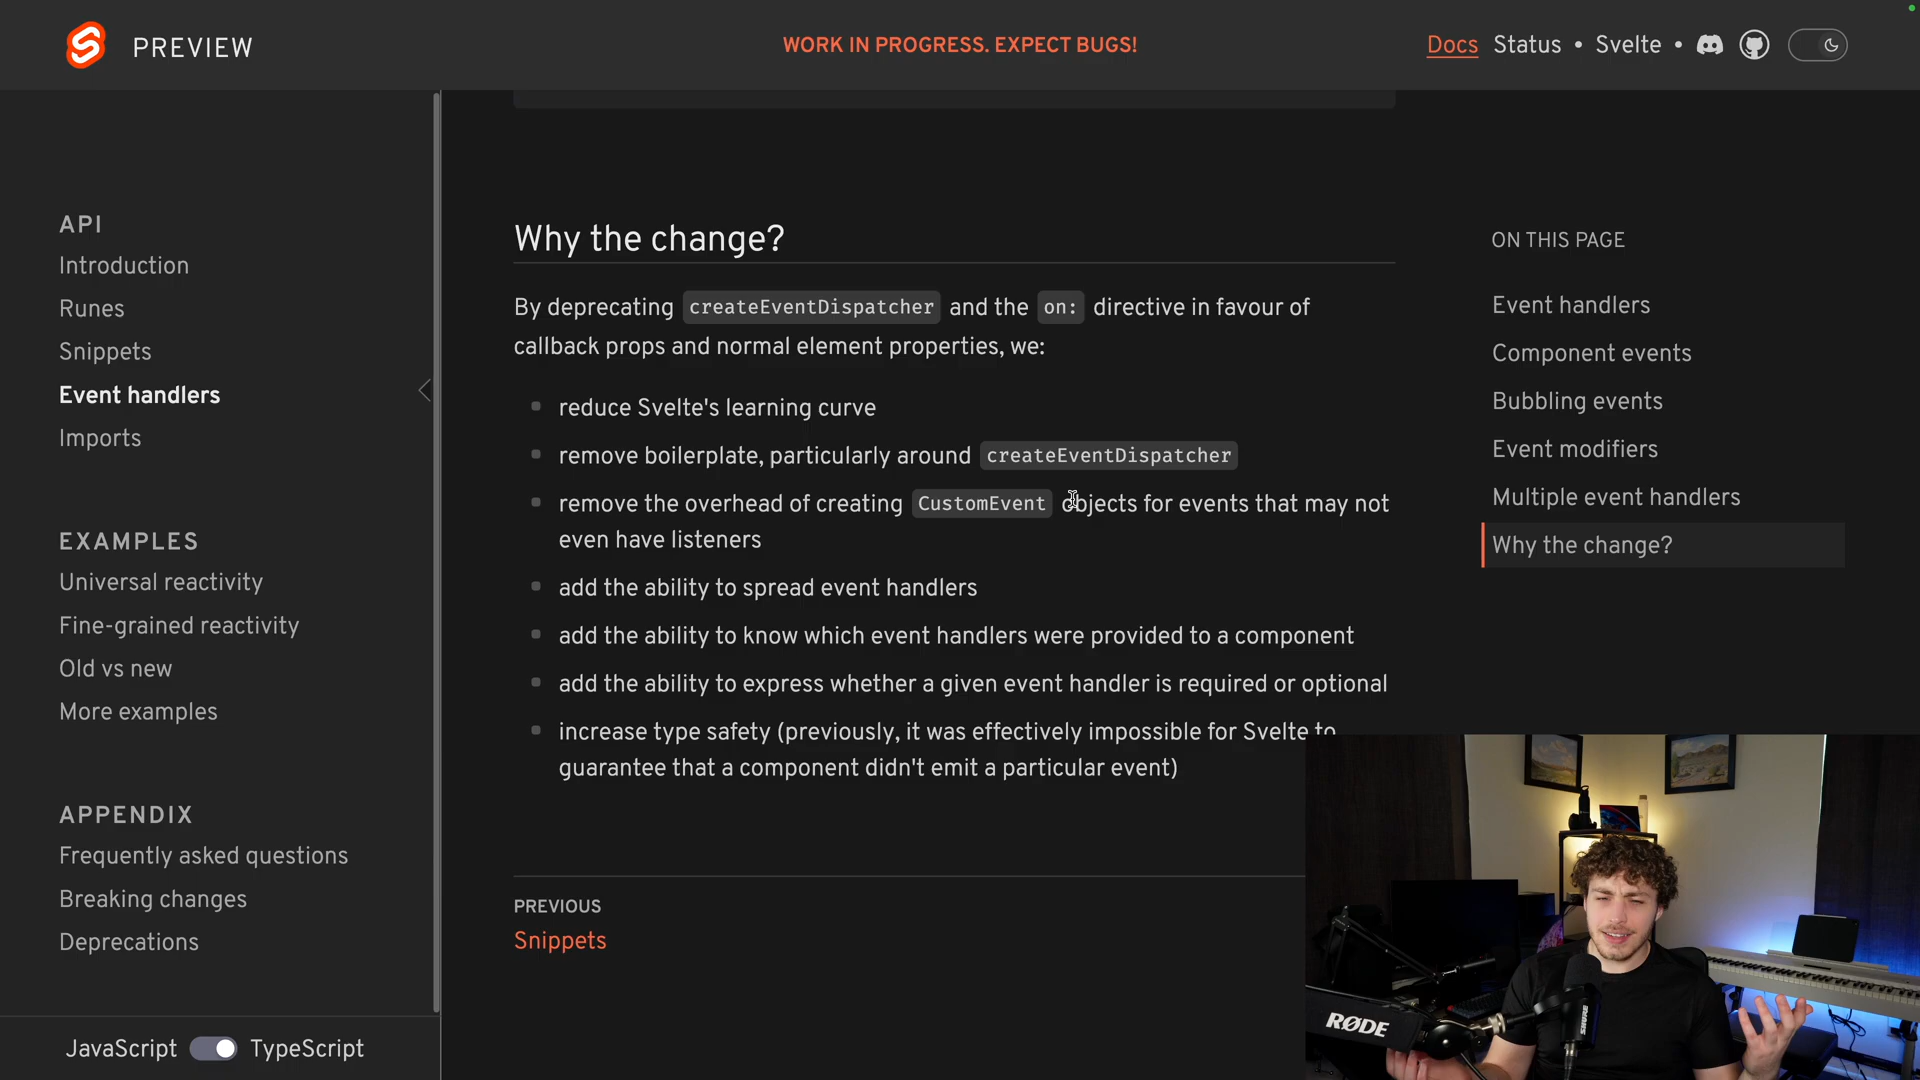 PREVIEW
WORK IN PROGRESS. EXPECT BUGS!
Docs Status • Svelte •
API
Introduction
Runes
Snippets
Event handlers
Imports
EXAMPLES
Universal reactivity
Fine-grained reactivity
Old vs new
More examples
APPENDIX
Frequently asked questions
Breaking changes
Deprecations
JavaScript TypeScript
Why the change?
By deprecating createEventDispatcher and the on: directive in favour of
callback props and normal element properties, we:
reduce Svelte's learning curve
remove boilerplate, particularly around createEventDispatcher
remove the overhead of creating CustomEvent objects for events that may not
even have listeners
add the ability to spread event handlers
add the ability to know which event handlers were provided to a component
add the ability to express whether a given event handler is required or optional
increase type safety (previously, it was effectively impossible for Svelte to
guarantee that a component didn't emit a particular event)
PREVIOUS
Snippets
ON THIS PAGE
Event handlers
Component events
Bubbling events
Event modifiers
Multiple event handlers
Why the change?
RØDE
SHURE